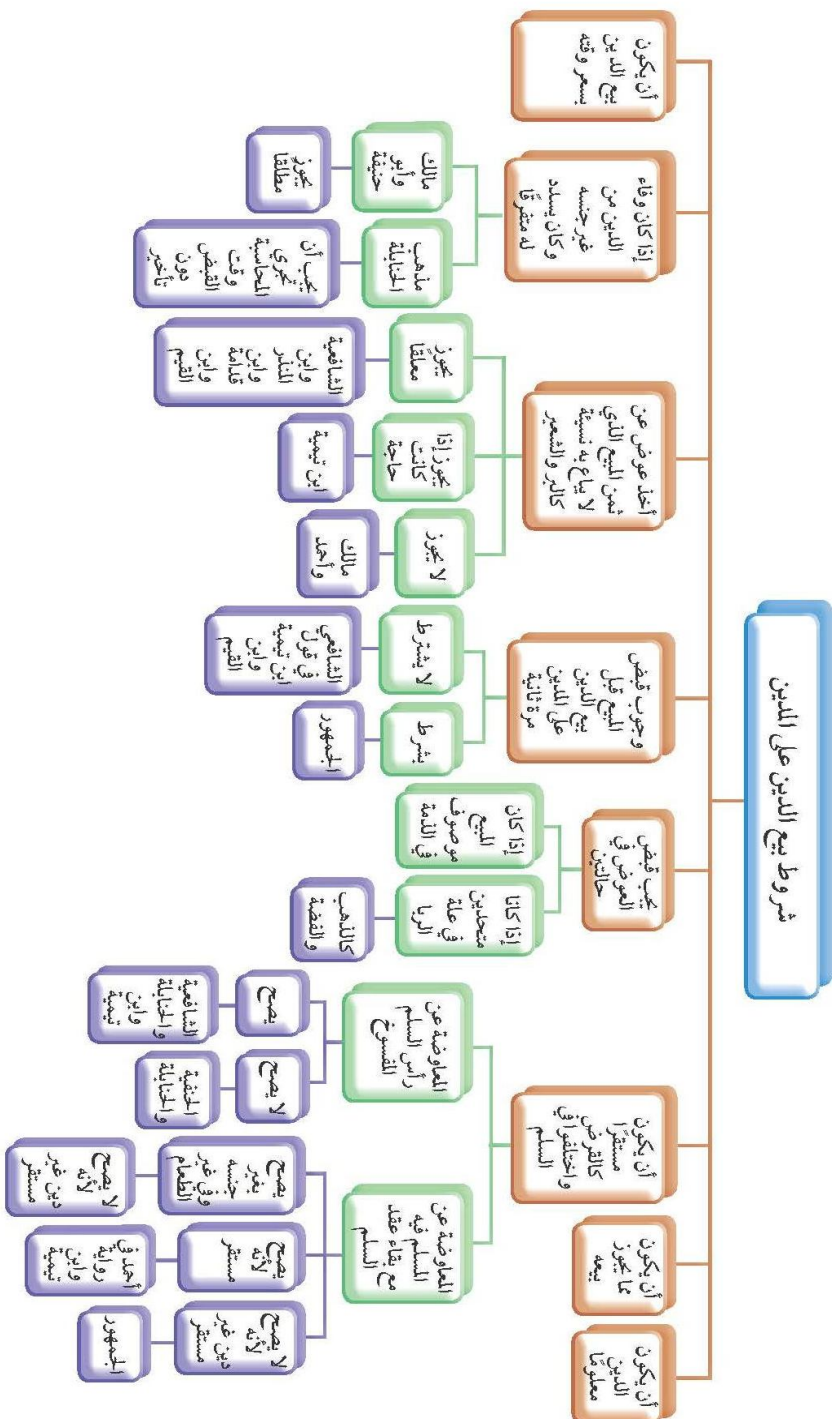 شروط بيع الدين على المدين
أن يكون
الدين
معلومًا
أن يكون
مما يجوز
بيعه
أن يكون
مستقرًا
كالقرض
واختلفوا في
السلم
المعاوضة عن
المسلم فيه
مع بقاء عقد
السلم
لا يصح
لأنه
دين غير
مستقر
الجمهور
يصح
لأنه
مستقر
أحمد في
رواية
وابن
تيمية
يصح
بغير
جنسه
وفي غير
الطعام
لا يصح
لأنه
دين غير
مستقر
المعاوضة عن
رأس السلم
المفسوخ
لا يصح
الحنفية
والحنابلة
يصح
الشافعية
والحنابلة
وابن
تيمية
يجب قبض
العوض في
حالتين
إذا كانا
متحدين
في علة
الربا
كالذهب
والفضة
إذا كان
المبيع
موصوف
في الذمة
وجوب قبض
المبيع قبل
بيع الدين
على المدين
مرة ثانية
بشرط
الجمهور
لا يشترط
الشافعي
في قول
ابن تيمية
وابن
القيم
أخذ عوض عن
ثمن المبيع الذي
لا يباع به نسيئة
كالبر والشعير
لا يجوز
مالك
وأحمد
يجوز إذا
كانت
حاجة
ابن تيمية
يجوز
معلقًا
الشافعية
وابن
المنذر
وابن
قدامة
وابن
القيم
إذا كان وفاء
الدين من
غير جنسه
وكان يسدد
له متفرقًا
مذهب
الحنابلة
يجب أن
تجري
المحاسبة
وقت
القبض
دون
تأخير
مالك
وأبو
حنيفة
يجوز
مطلقا
أن يكون
بيع الدين
بسعر وقته